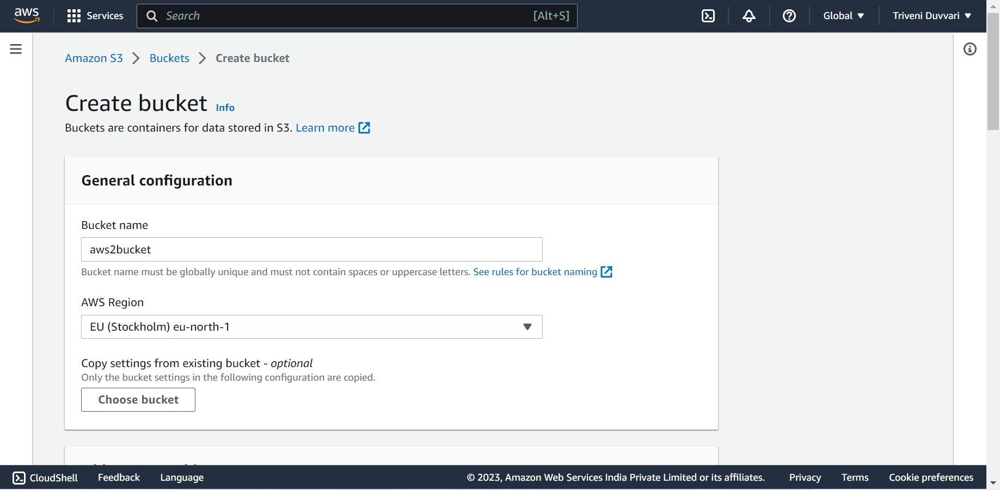 aws
Services
Search
[Alt+S]
Global
Triveni Duvvari
Amazon S3 > Buckets > Create bucket
Create bucket Info
Buckets are containers for data stored in S3. Learn more
General configuration
Bucket name
aws2bucket
Bucket name must be globally unique and must not contain spaces or uppercase letters. See rules for bucket naming
AWS Region
EU (Stockholm) eu-north-1
Copy settings from existing bucket - optional
Only the bucket settings in the following configuration are copied.
Choose bucket
CloudShell
Feedback
Language
© 2023, Amazon Web Services India Private Limited or its affiliates.
Privacy
Terms
Cookie preferences